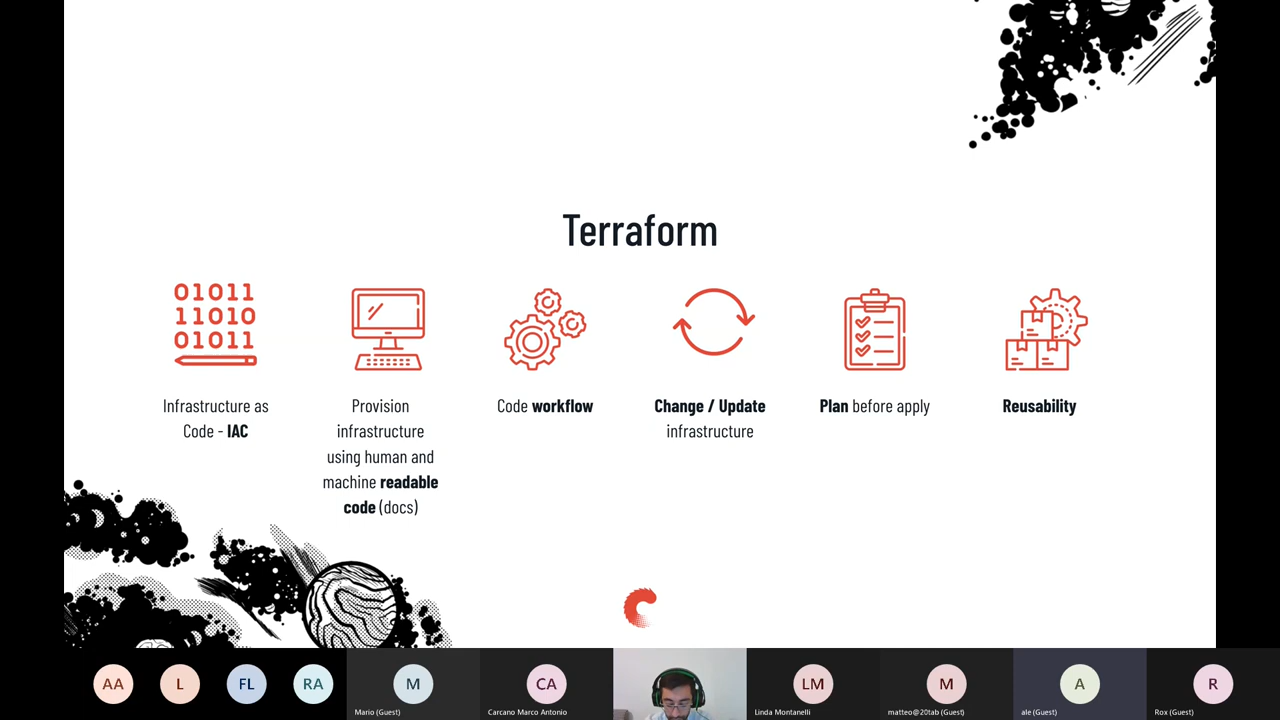 Terraform
01011
11010
01011
Infrastructure as
Code - IAC
Provision
infrastructure
using human and
machine readable
code (docs)
Code workflow
Change / Update
infrastructure
Plan before apply
Reusability
AA
L
FL
RA
M
Mario (Guest)
CA
Carcano Marco Antonio
LM
Linda Montanelli
M
matteo@20tab (Guest)
A
ale (Guest)
R
Rox (Guest)